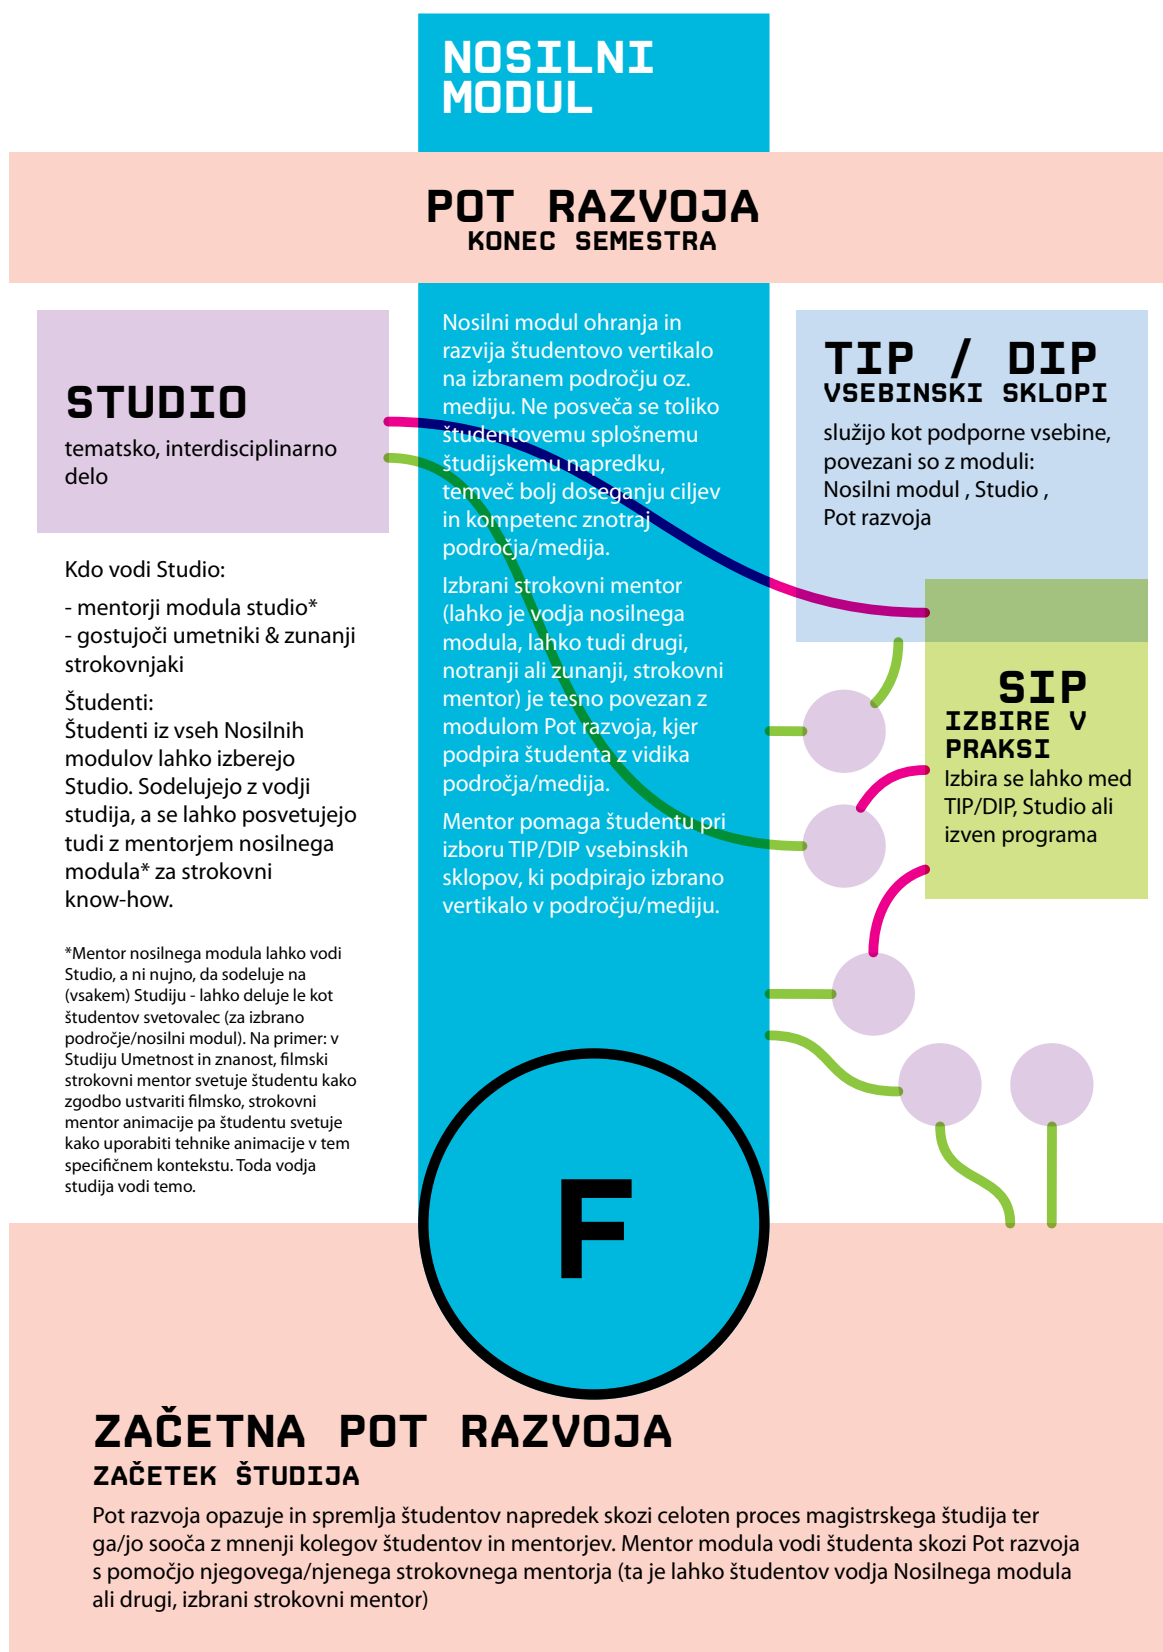 NOSILNI
MODUL
POT RAZVOJA
KONEC SEMESTRA
STUDIO
tematsko, interdisciplinarno
delo
Kdo vodi Studio:
- mentorji modula studio*
- gostujoči umetniki & zunanji
strokovnjaki
Študenti:
Študenti iz vseh Nosilnih
modulov lahko izberejo
Studio. Sodelujejo z vodji
studija, a se lahko posvetujejo
tudi z mentorjem nosilnega
modula* za strokovni
know-how.
*Mentor nosilnega modula lahko vodi
Studio, a ni nujno, da sodeluje na
(vsakem) Studiju - lahko deluje le kot
študentov svetovalec (za izbrano
področje/nosilni modul). Na primer: v
Studiju Umetnost in znanost, filmski
strokovni mentor svetuje študentu kako
zgodbo ustvariti filmsko, strokovni
mentor animacije pa študentu svetuje
kako uporabiti tehnike animacije v tem
specifičnem kontekstu. Toda vodja
studija vodi temo.
Nosilni modul ohranja in
razvija študentovo vertikalo
na izbranem področju oz.
mediju. Ne posveča se toliko
študentovemu splošnemu
študijskemu napredku,
temveč bolj doseganju ciljev
in kompetenc znotraj
področja/medija.
Izbrani strokovni mentor
(lahko je vodja nosilnega
modula, lahko tudi drugi,
notranji ali zunanji, strokovni
mentor) je tesno povezan z
modulom Pot razvoja, kjer
podpira študenta z vidika
področja/medija.
Mentor pomaga študentu pri
izboru TIP/DIP vsebinskih
sklopov, ki podpirajo izbrano
vertikalo v področju/mediju.
TIP / DIP
VSEBINSKI SKLOPI
služijo kot podporne vsebine,
povezani so z moduli:
Nosilni modul , Studio ,
Pot razvoja
SIP
IZBIRE V
PRAKSI
Izbira se lahko med
TIP/DIP, Studio ali
izven programa
F
ZAČETNA POT RAZVOJA
ZAČETEK ŠTUDIJA
Pot razvoja opazuje in spremlja študentov napredek skozi celoten proces magistrskega študija ter
ga/jo sooča z mnenji kolegov študentov in mentorjev. Mentor modula vodi študenta skozi Pot razvoja
s pomočjo njegovega/njenega strokovnega mentorja (ta je lahko študentov vodja Nosilnega modula
ali drugi, izbrani strokovni mentor)